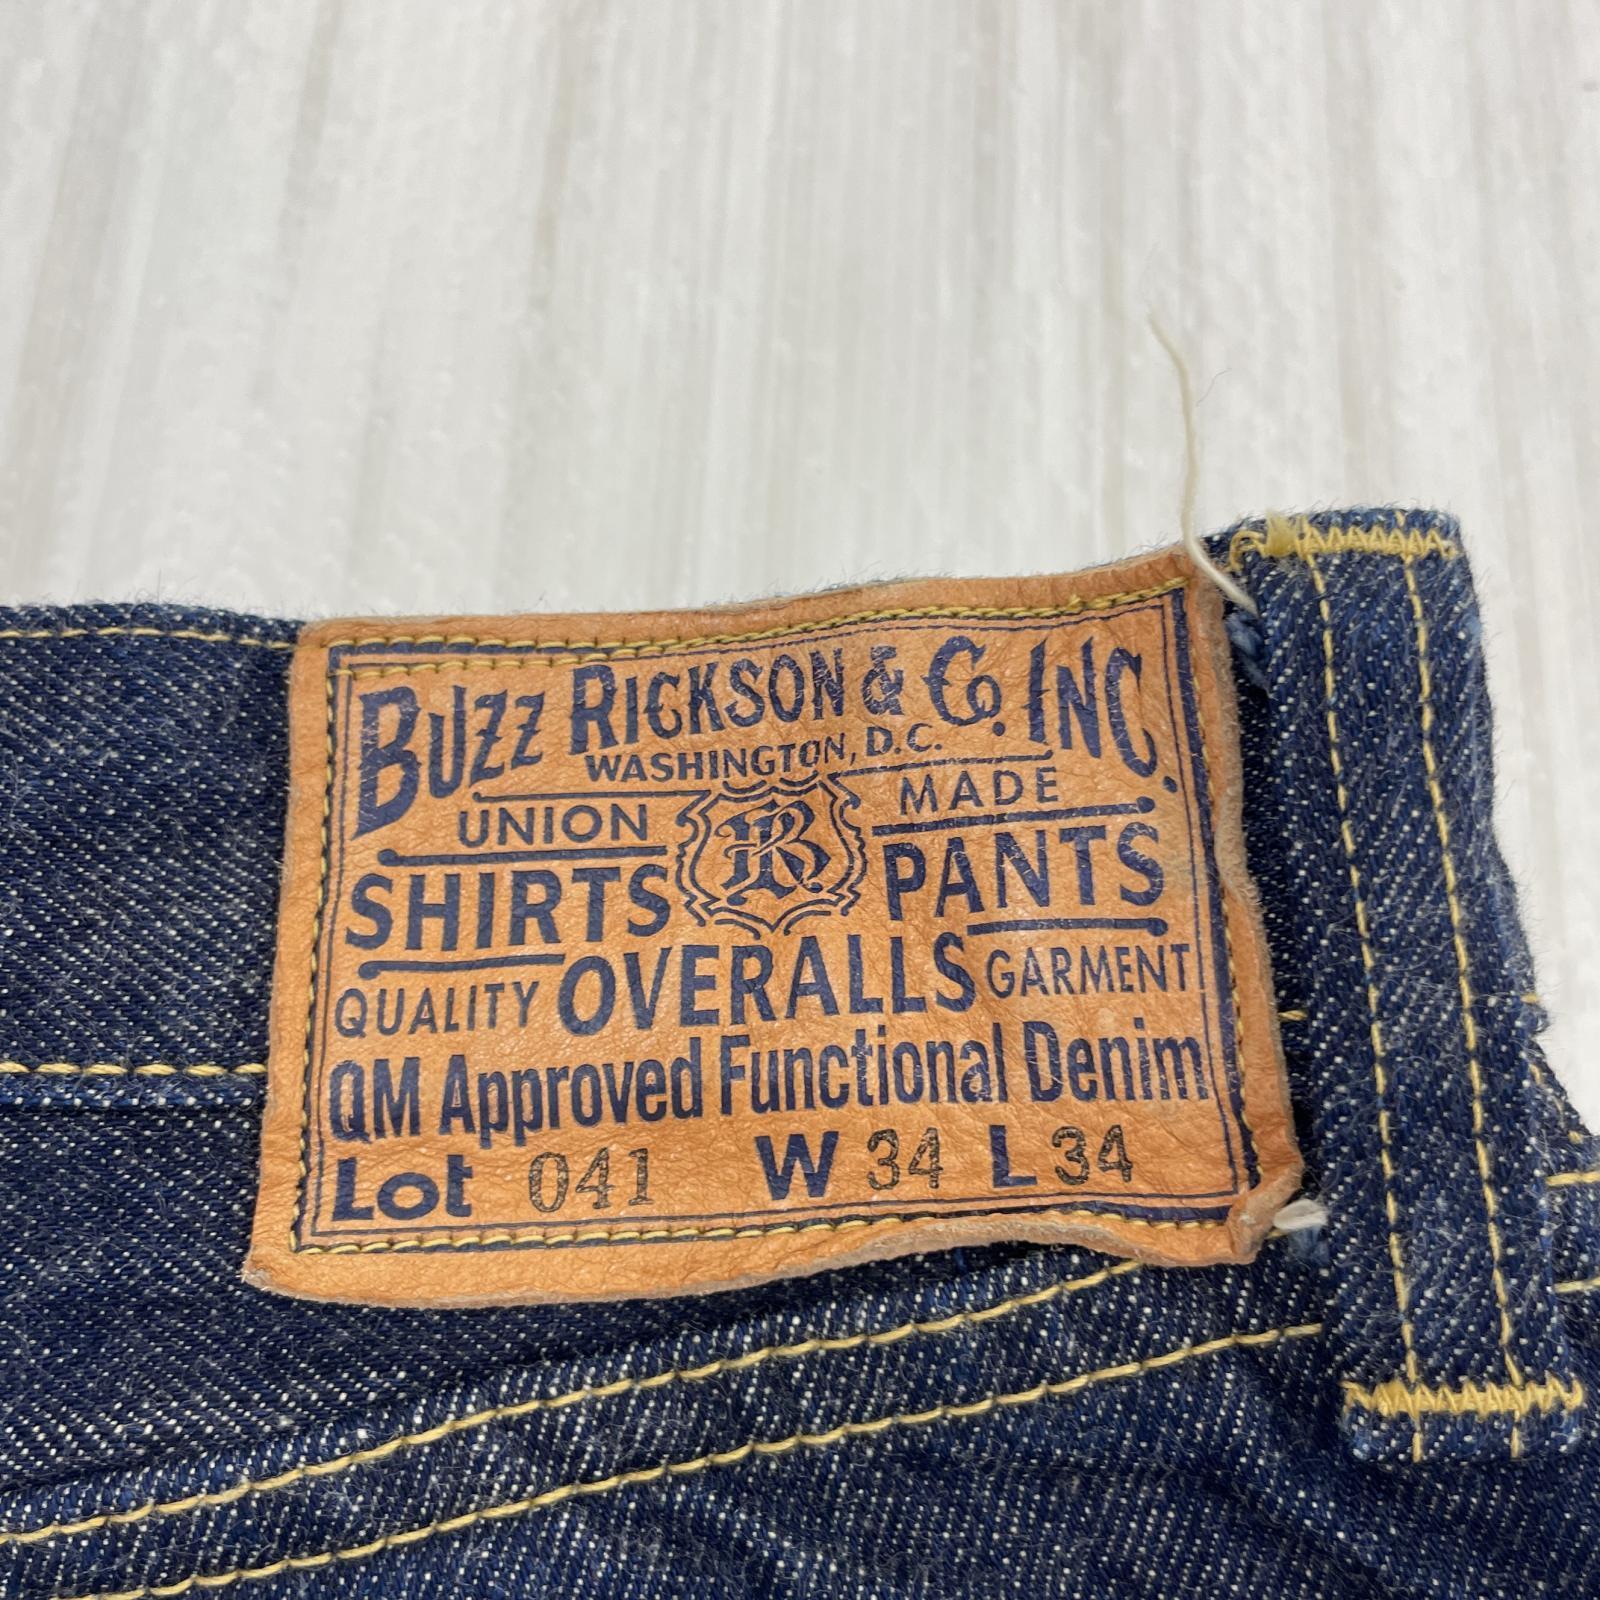 BUZZ RICKSON & Co. INC.
WASHINGTON, D.C.
UNION MADE
SHIRTS BR PANTS
QUALITY OVERALLS GARMENT
QM Approved Functional Denim
Lot 041 W 34 L 34